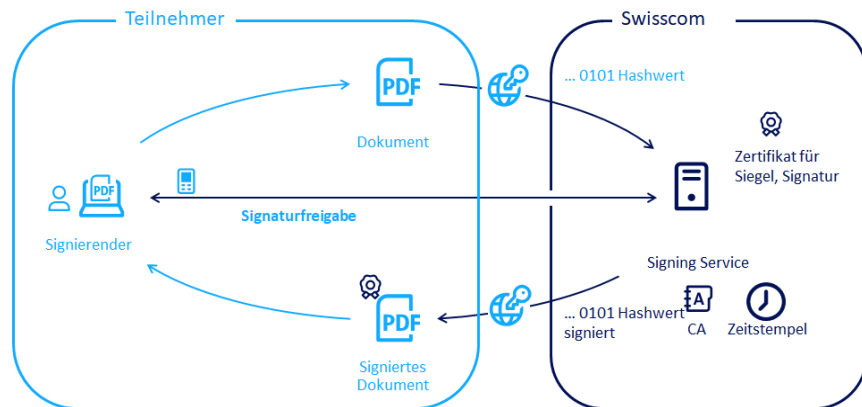 Teilnehmer
Swisscom
PDF
Dokument
... 0101 Hashwert
Zertifikat für
Siegel, Signatur
PDF
Signierender
Signaturfreigabe
Signing Service
PDF
Signiertes
Dokument
... 0101 Hashwert
signiert
A
CA
Zeitstempel